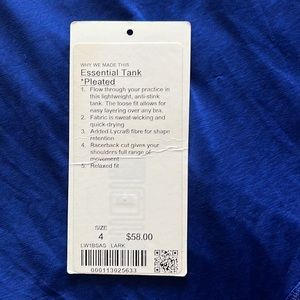 WHY WE MADE THIS
Essential Tank
*Pleated
1. Flow through your practice in
this lightweight, anti-stink
tank. The loose fit allows for
easy layering over any bra.
2. Fabric is sweat-wicking and
quick-drying
3. Added Lycra® fibre for shape
retention
4. Racerback cut gives your
shoulders full range of
movement
5. Relaxed fit
SIZE
4 $58.00
LW1BSAS LARK
000113925633